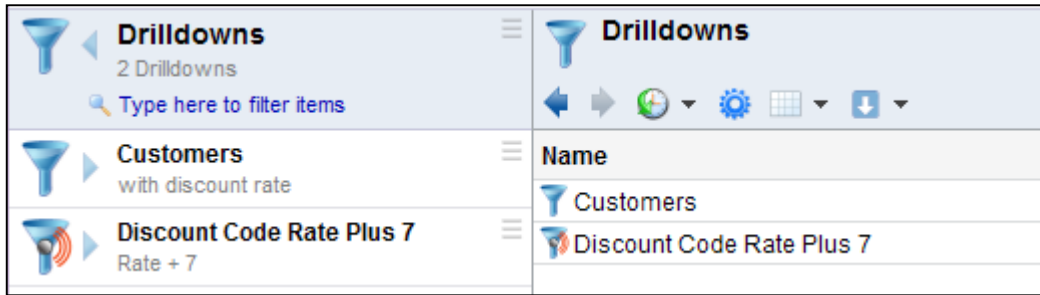 Drilldowns
2 Drilldowns
Type here to filter items
Customers
with discount rate
Discount Code Rate Plus 7
Rate + 7
Drilldowns
Name
Customers
Discount Code Rate Plus 7